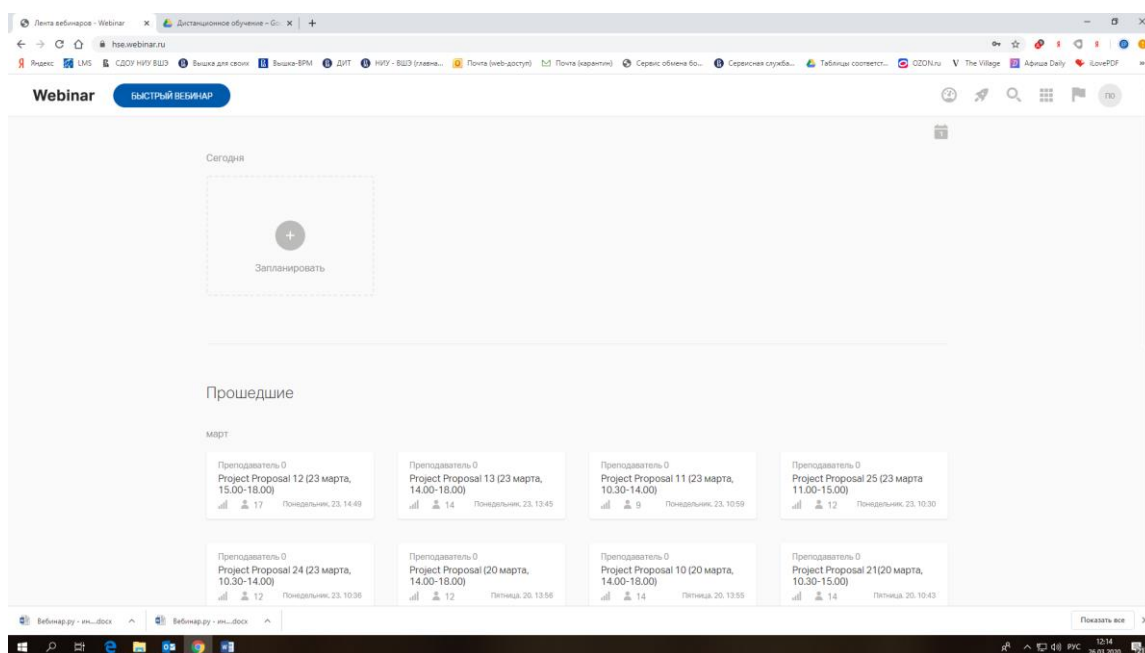 Лента вебинаров - Webinar
Дистанционное обучение – Go
hse.webinar.ru
Яндекс LMS СДОУ НИУ ВШЭ Вышка для своих Вышка-BPM ДИТ НИУ - ВШЭ (главна... Почта (web-доступ) Почта (карантин) Сервис обмена бо... Сервисная служба... Таблицы соответст... OZON.ru The Village Афиша Daily iLovePDF
Webinar БЫСТРЫЙ ВЕБИНАР ПО
1
Сегодня
Запланировать
Прошедшие
март
Преподаватель 0
Project Proposal 12 (23 марта,
15.00-18.00)
17 Понедельник, 23, 14:49
Преподаватель 0
Project Proposal 13 (23 марта,
14.00-18.00)
14 Понедельник, 23, 13:45
Преподаватель 0
Project Proposal 11 (23 марта,
10.30-14.00)
9 Понедельник, 23, 10:59
Преподаватель 0
Project Proposal 25 (23 марта
11.00-15.00)
12 Понедельник, 23, 10:30
Преподаватель 0
Project Proposal 24 (23 марта,
10.30-14.00)
12 Понедельник, 23, 10:36
Преподаватель 0
Project Proposal (20 марта,
14.00-18.00)
12 Пятница, 20, 13:56
Преподаватель 0
Project Proposal 10 (20 марта,
14.00-18.00)
14 Пятница, 20, 13:55
Преподаватель 0
Project Proposal 21(20 марта,
10.30-15.00)
14 Пятница, 20, 10:43
Вебинар.ру - ин....docx Вебинар.ру - ин....docx Показать все
РУС 12:14
26.03.2020